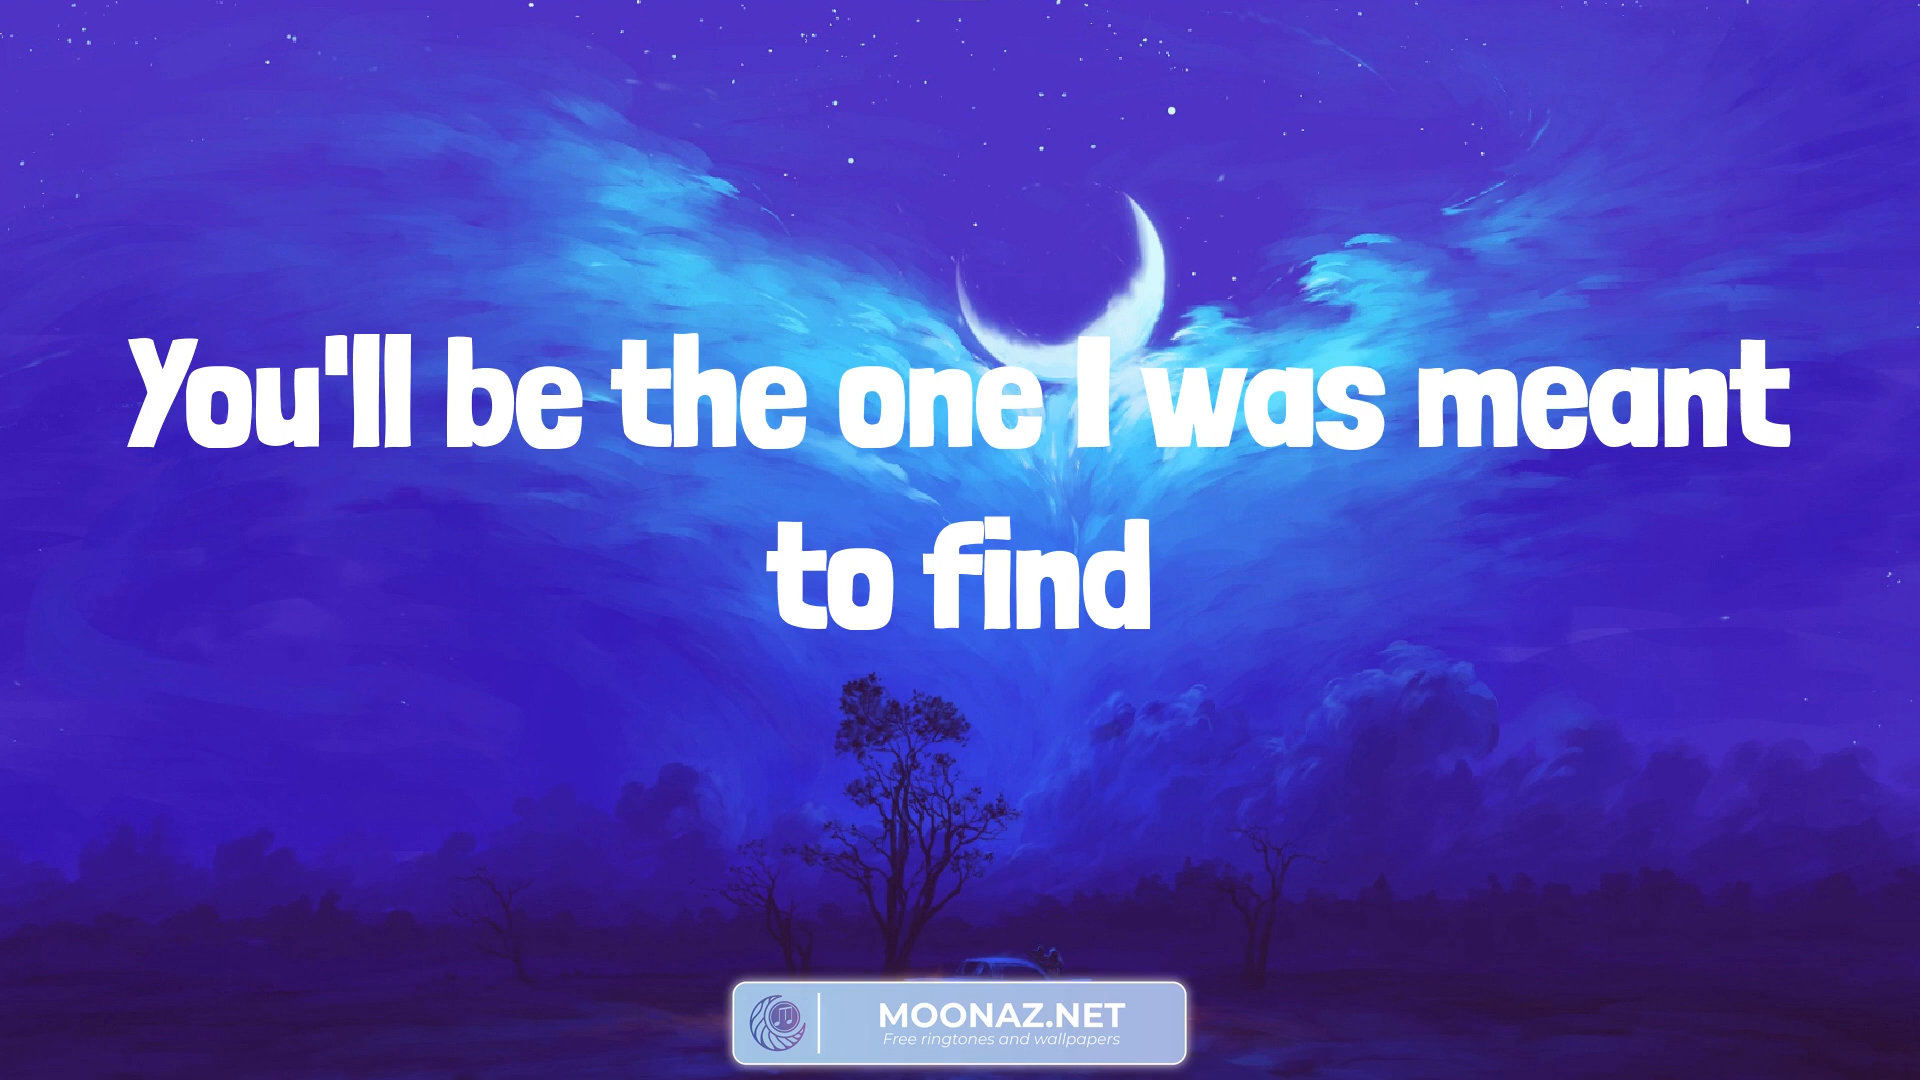 You'll be the one I was meant
to find
MOONAZ.NET
Free ringtones and wallpapers